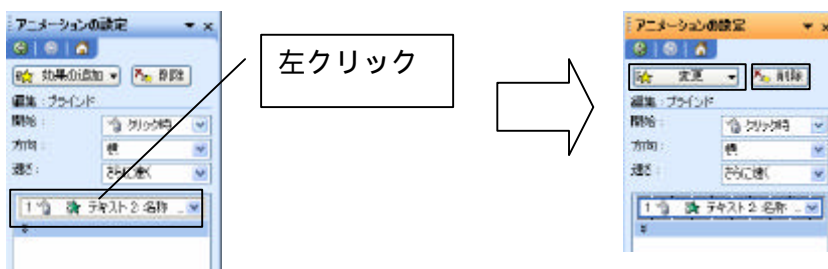 アニメーションの設定
効果の追加 削除
編集：ブラインド
開始： クリック時
方向： 横
速さ： さらに速く
1 テキスト 2: 名称 _
左クリック
アニメーションの設定
変更 削除
編集：ブラインド
開始： クリック時
方向： 横
速さ： さらに速く
1 テキスト 2: 名称 _